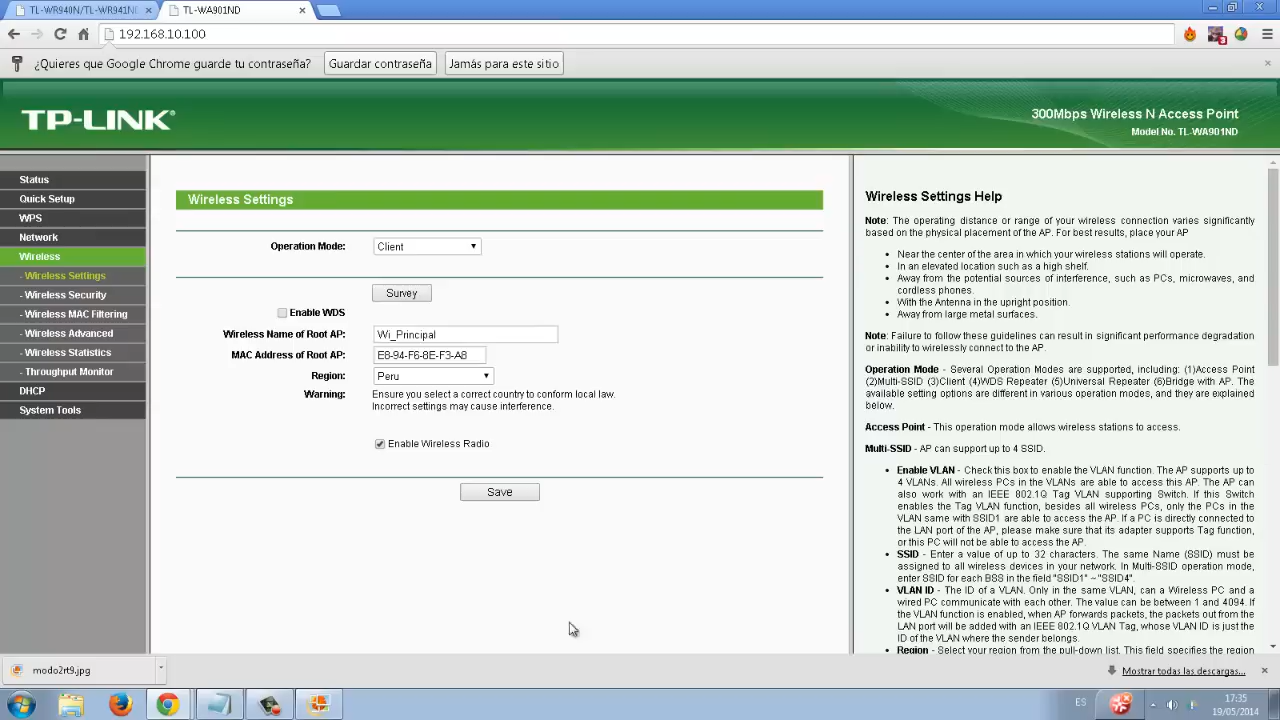 TL-WR940N/TL-WR941ND
TL-WA901ND
192.168.10.100
¿Quieres que Google Chrome guarde tu contraseña?
Guardar contraseña
Jamás para este sitio
TP-LINK®
300Mbps Wireless N Access Point
Model No. TL-WA901ND
Status
Quick Setup
WPS
Network
Wireless
- Wireless Settings
- Wireless Security
- Wireless MAC Filtering
- Wireless Advanced
- Wireless Statistics
- Throughput Monitor
DHCP
System Tools
Wireless Settings
Operation Mode: Client
Survey
Enable WDS
Wireless Name of Root AP: Wi_Principal
MAC Address of Root AP: E8-94-F6-8E-F3-A8
Region: Peru
Warning: Ensure you select a correct country to conform local law.
Incorrect settings may cause interference.
Enable Wireless Radio
Save
Wireless Settings Help
Note: The operating distance or range of your wireless connection varies significantly
based on the physical placement of the AP. For best results, place your AP
• Near the center of the area in which your wireless stations will operate.
• In an elevated location such as a high shelf.
• Away from the potential sources of interference, such as PCs, microwaves, and
cordless phones.
• With the Antenna in the upright position.
• Away from large metal surfaces.
Note: Failure to follow these guidelines can result in significant performance degradation
or inability to wirelessly connect to the AP.
Operation Mode - Several Operation Modes are supported, including: (1)Access Point
(2)Multi-SSID (3)Client (4)WDS Repeater (5)Universal Repeater (6)Bridge with AP. The
available setting options are different in various operation modes, and they are explained
below.
Access Point - This operation mode allows wireless stations to access.
Multi-SSID - AP can support up to 4 SSID.
• Enable VLAN - Check this box to enable the VLAN function. The AP supports up to
4 VLANs. All wireless PCs in the VLANs are able to access this AP. The AP can
also work with an IEEE 802.1Q Tag VLAN supporting Switch. If this Switch
enables the Tag VLAN function, besides all wireless PCs, only the PCs in the
VLAN same with SSID1 are able to access the AP. If a PC is directly connected to
the LAN port of the AP, please make sure that its adapter supports Tag function,
or this PC will not be able to access the AP.
• SSID - Enter a value of up to 32 characters. The same Name (SSID) must be
assigned to all wireless devices in your network. In Multi-SSID operation mode,
enter SSID for each BSS in the field "SSID1" ~ "SSID4".
• VLAN ID - The ID of a VLAN. Only in the same VLAN, can a Wireless PC and a
wired PC communicate with each other. The value can be between 1 and 4094. If
the VLAN function is enabled, when AP forwards packets, the packets out from the
LAN port will be added with an IEEE 802.1Q VLAN Tag, whose VLAN ID is just the
ID of the VLAN where the sender belongs.
• Region - Select your region from the pull-down list. This field specifies the region
modo2rt9.jpg
Mostrar todas las descargas...
ES
17:35
19/05/2014